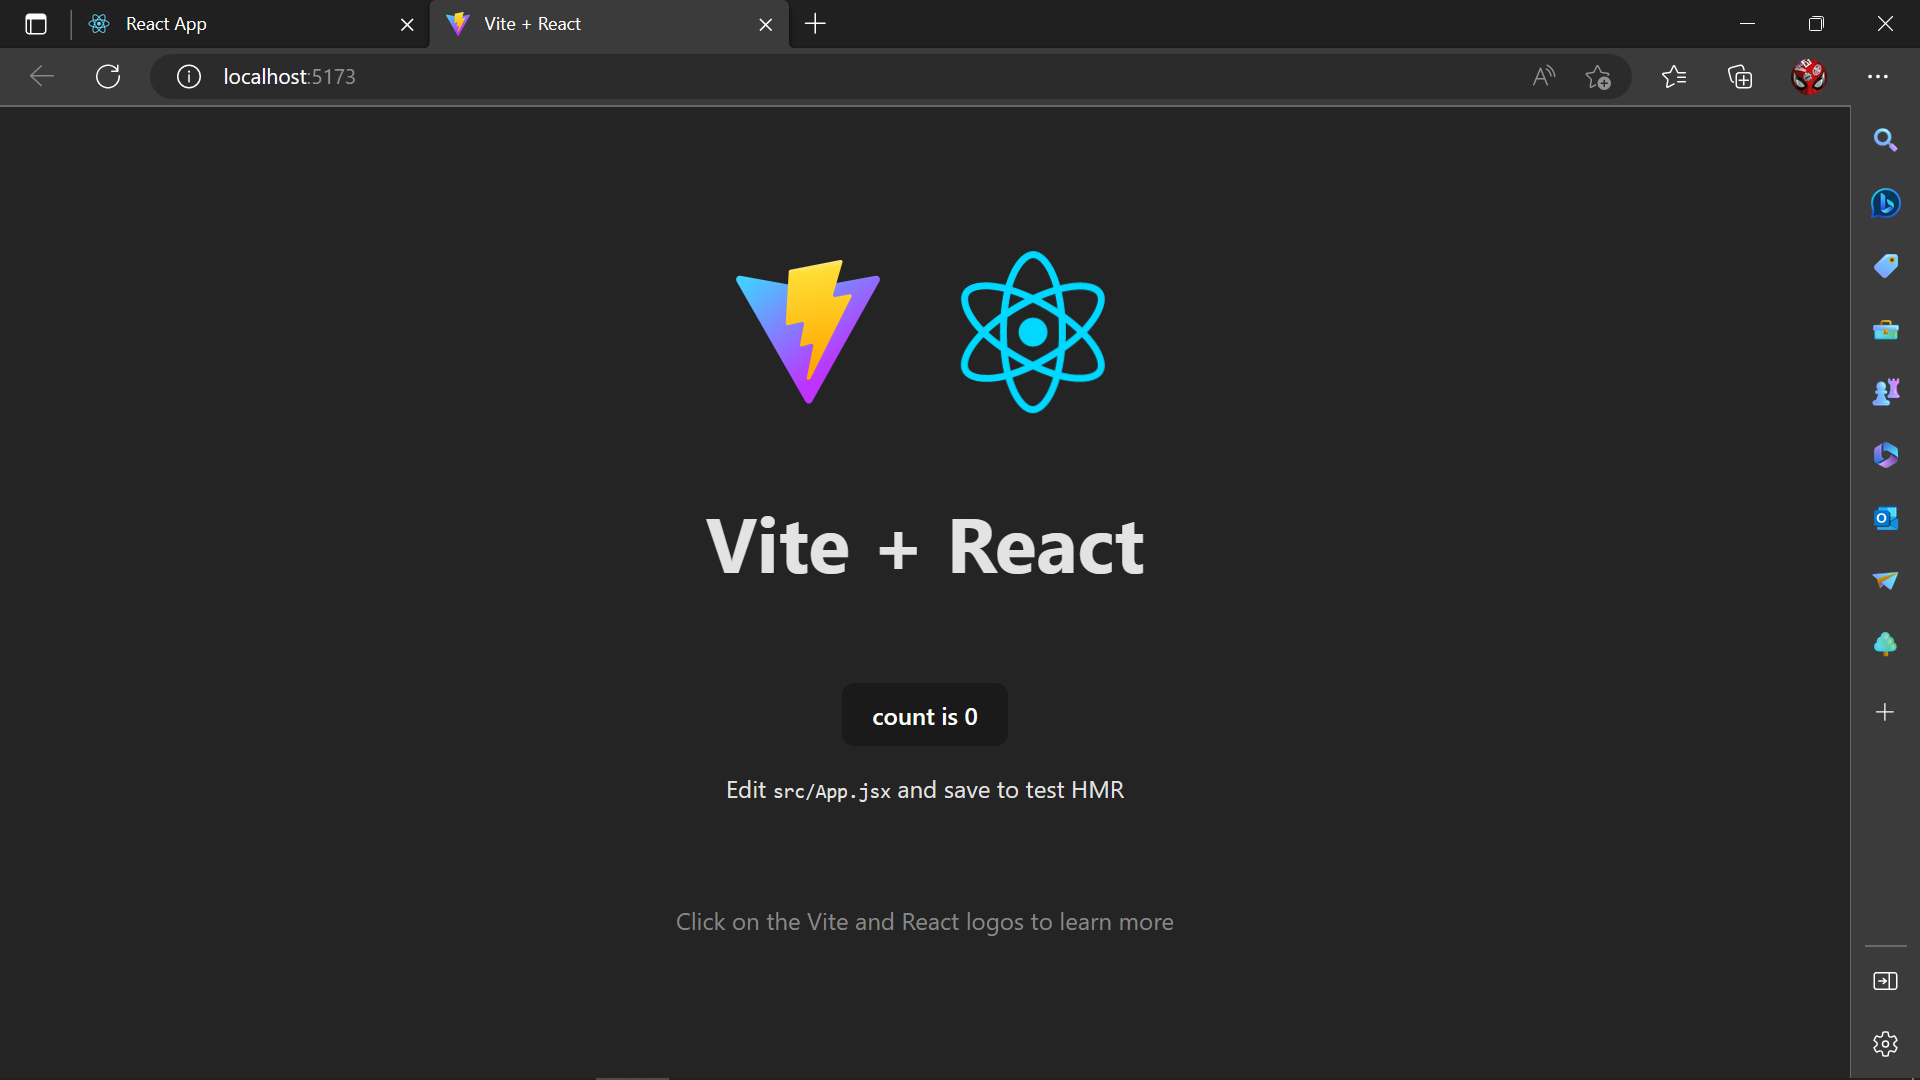 React App
Vite + React
localhost:5173
Vite + React
count is 0
Edit src/App.jsx and save to test HMR
Click on the Vite and React logos to learn more